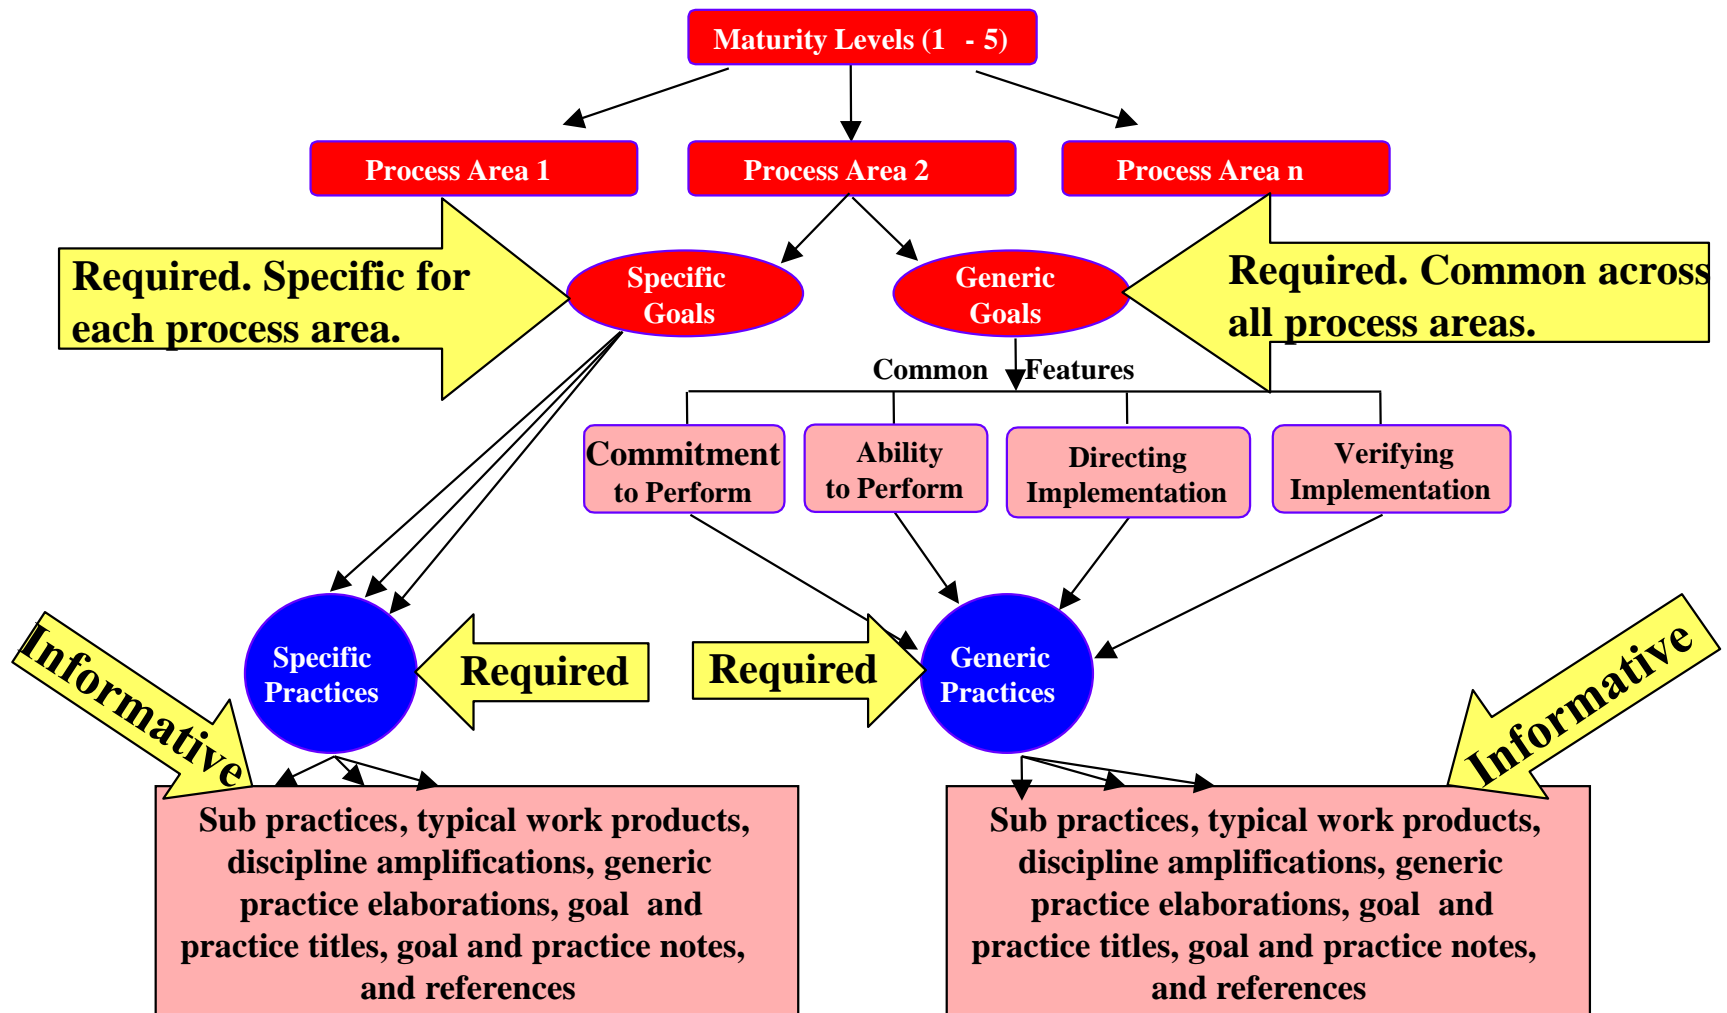 Maturity Levels (1 - 5)
Process Area 1
Process Area 2
Process Area n
Required. Specific for
each process area.
Specific
Goals
Generic
Goals
Required. Common across
all process areas.
Common Features
Commitment
to Perform
Ability
to Perform
Directing
Implementation
Verifying
Implementation
Informative
Specific
Practices
Required
Required
Generic
Practices
Informative
Sub practices, typical work products,
discipline amplifications, generic
practice elaborations, goal and
practice titles, goal and practice notes,
and references
Sub practices, typical work products,
discipline amplifications, generic
practice elaborations, goal and
practice titles, goal and practice notes,
and references